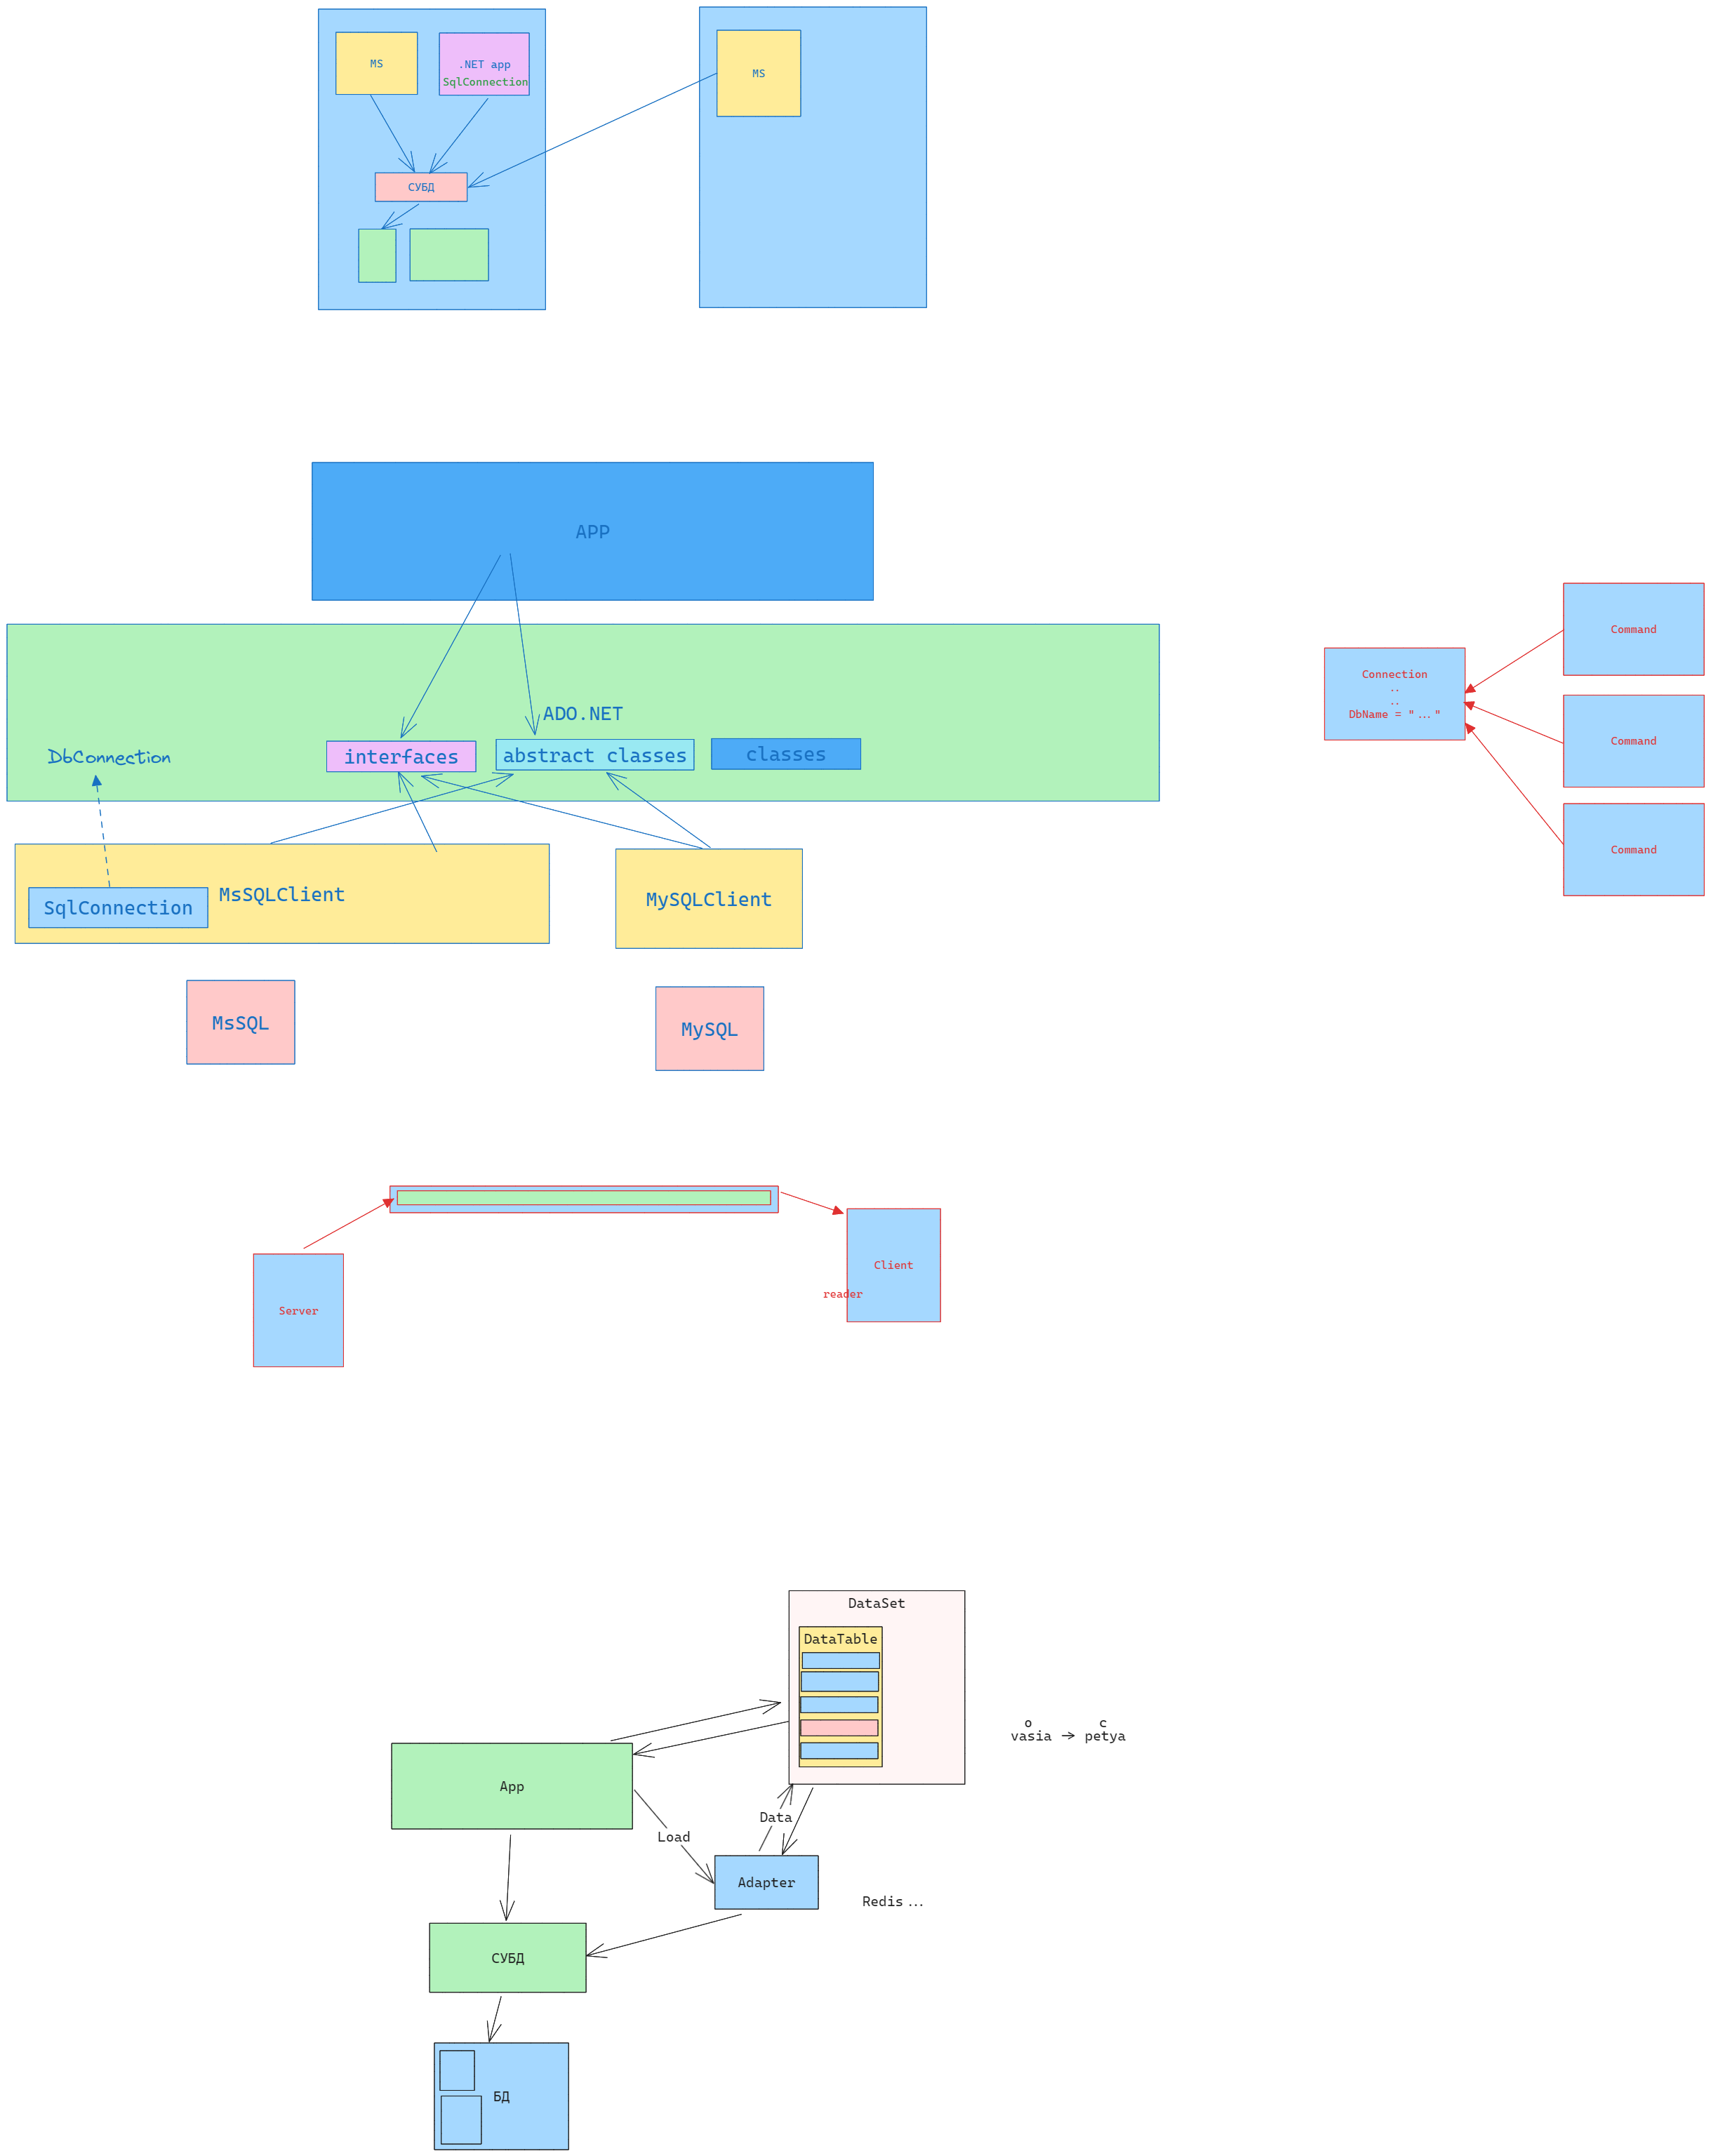 MS
.NET app
SqlConnection
MS
СУБД
APP
ADO.NET
DbConnection
interfaces
abstract classes
classes
MsSQLClient
SqlConnection
MySQLClient
MsSQL
MySQL
Connection
..
..
DbName = "..."
Command
Command
Command
Server
Client
reader
DataSet
DataTable
o c
vasia -> petya
App
Data
Load
Adapter
Redis...
СУБД
БД